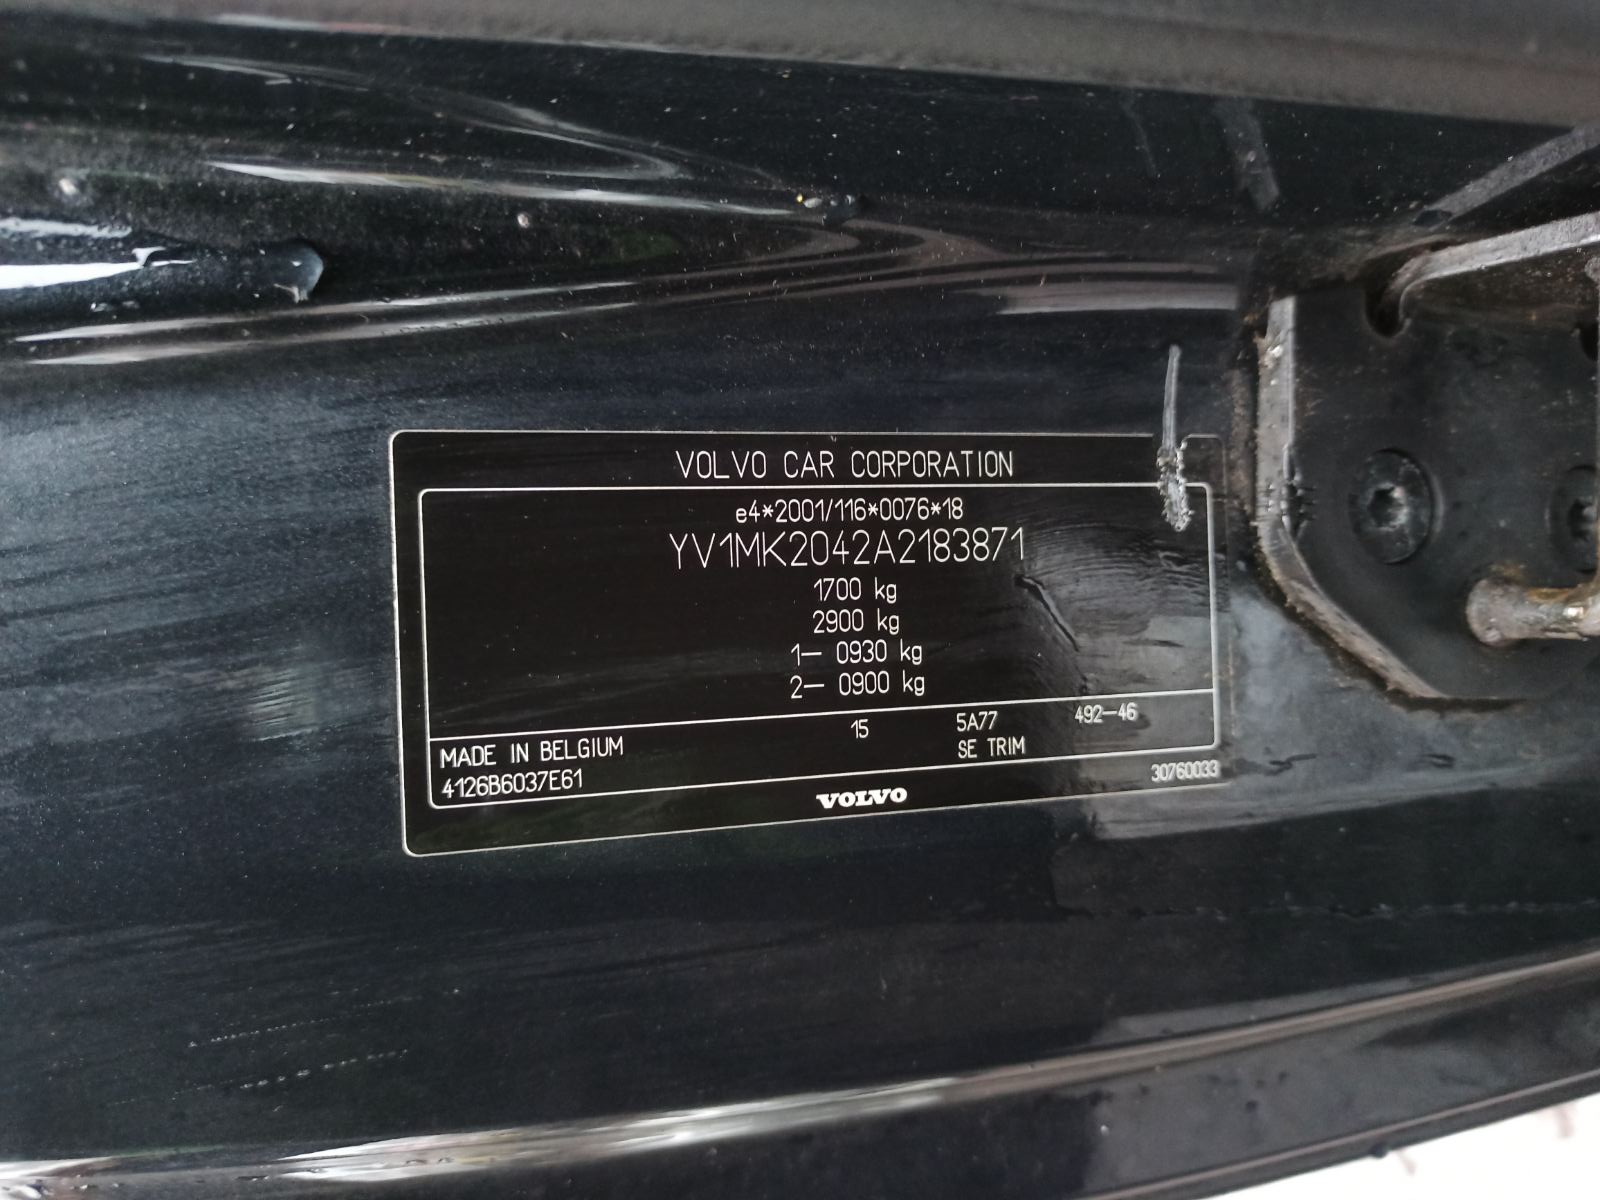 VOLVO CAR CORPORATION
e4*2001/116*0076*18
YV1MK2042A2183871
1700 kg
2900 kg
1– 0930 kg
2– 0900 kg
15 5A77 492–46
MADE IN BELGIUM SE TRIM
4126B6037E61 30760033
VOLVO